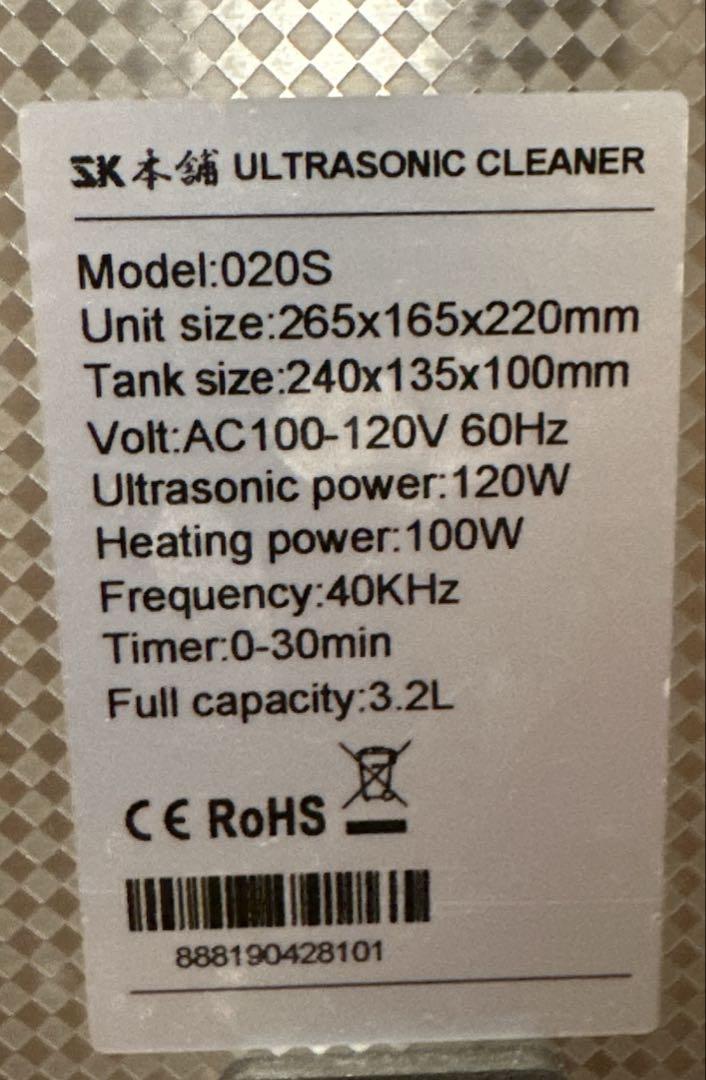 SK本舗 ULTRASONIC CLEANER
Model:020S
Unit size:265x165x220mm
Tank size:240x135x100mm
Volt:AC100-120V 60Hz
Ultrasonic power:120W
Heating power:100W
Frequency:40KHz
Timer:0-30min
Full capacity:3.2L
CE RoHS
888190428101